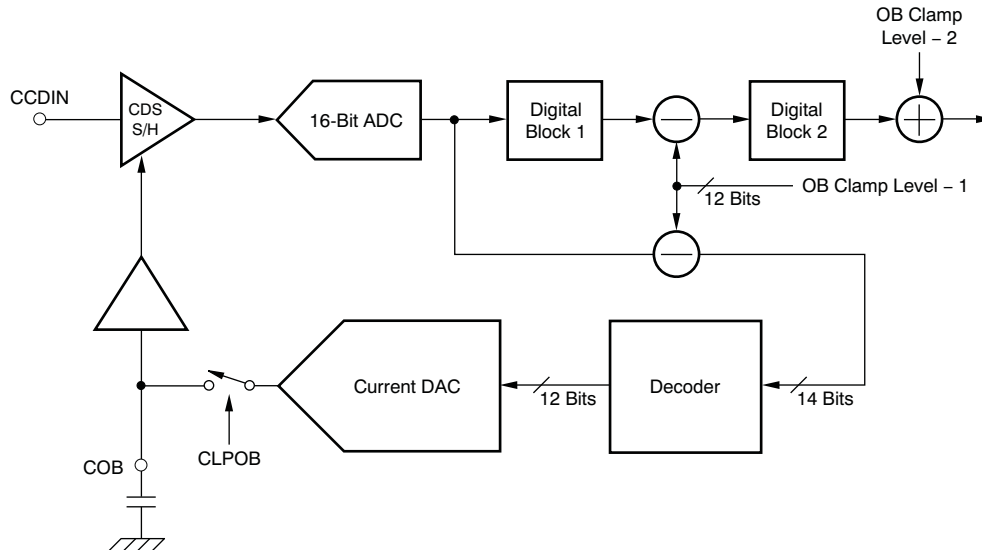 OB Clamp
Level – 2
CCDIN
CDS
S/H
16-Bit ADC
Digital
Block 1
Digital
Block 2
12 Bits
OB Clamp Level – 1
Current DAC
12 Bits
Decoder
14 Bits
CLPOB
COB